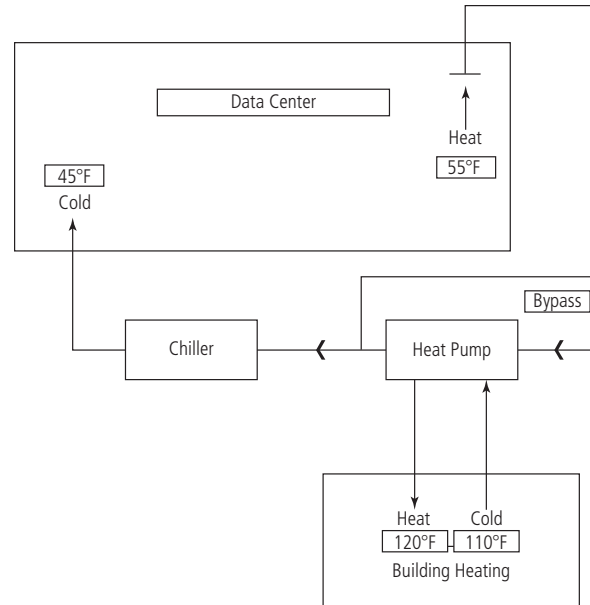 Data Center
Heat
55°F
45°F
Cold
Bypass
Chiller
Heat Pump
Heat
Cold
120°F
110°F
Building Heating